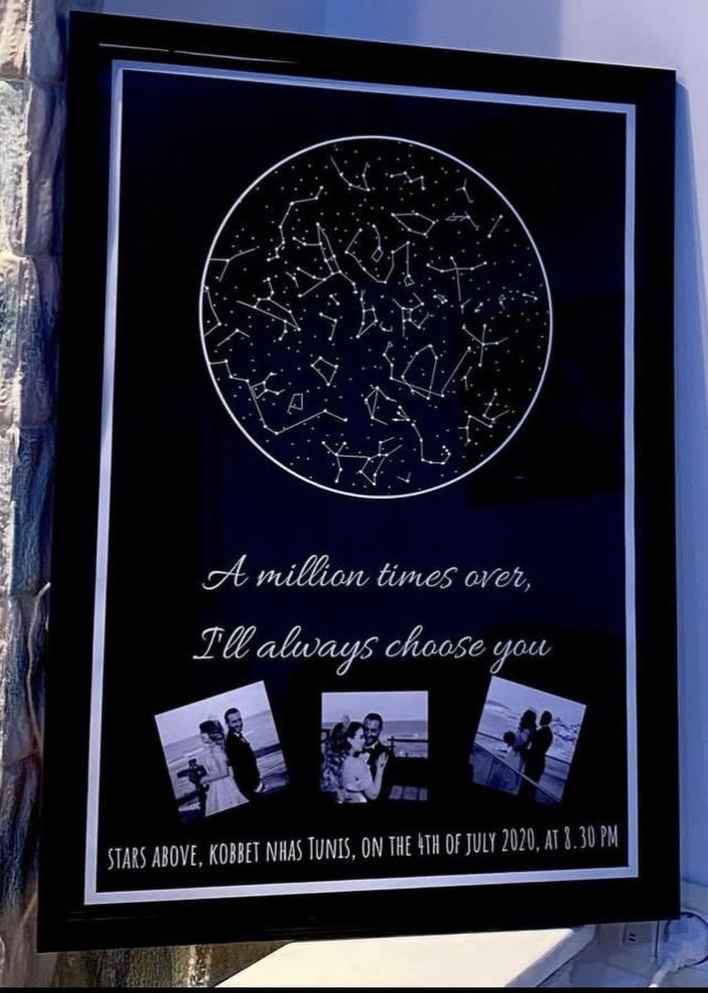 A million times over,
I'll always choose you
STARS ABOVE, KOBBET NHAS TUNIS, ON THE 4TH OF JULY 2020, AT 8.30 PM